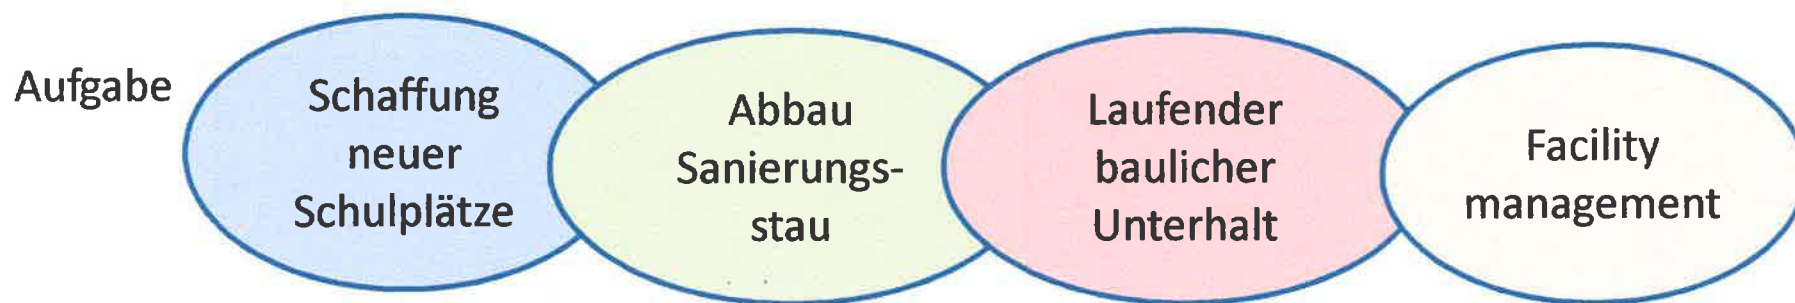 Aufgabe
Schaffung
neuer
Schulplätze
Abbau
Sanierungs-
stau
Laufender
baulicher
Unterhalt
Facility
management